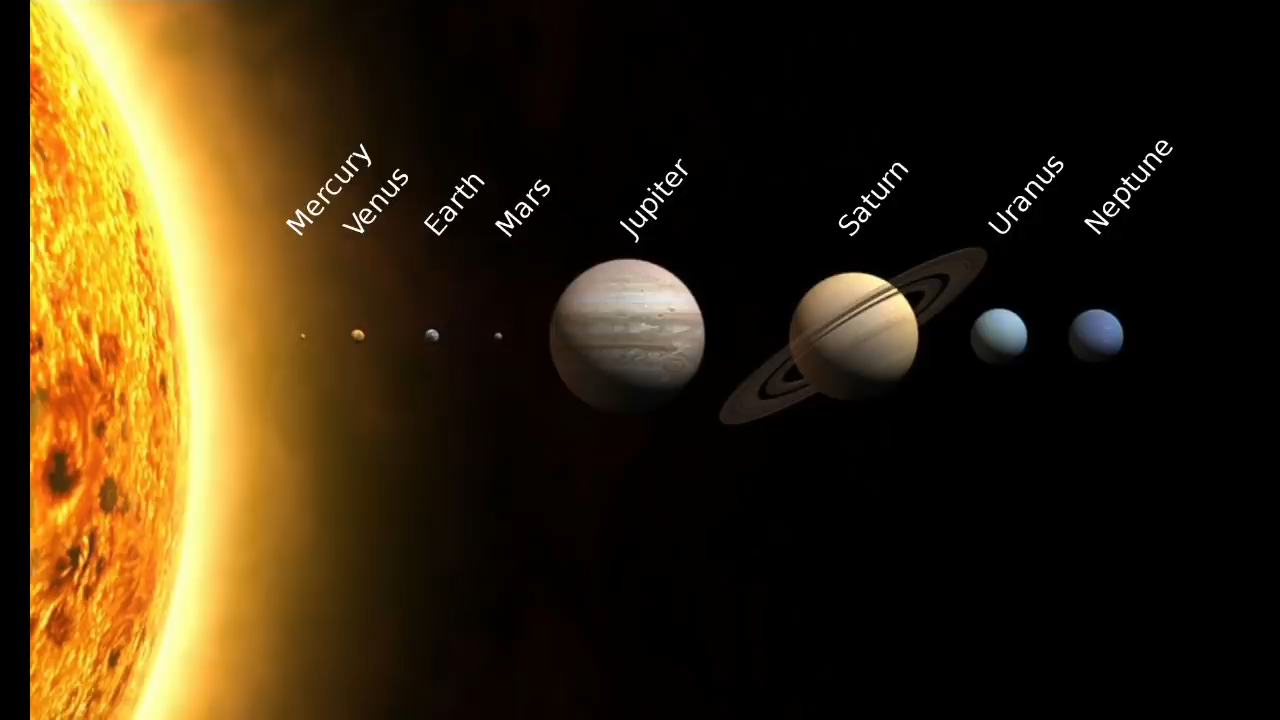 Mercury
Venus
Earth
Mars
Jupiter
Saturn
Uranus
Neptune